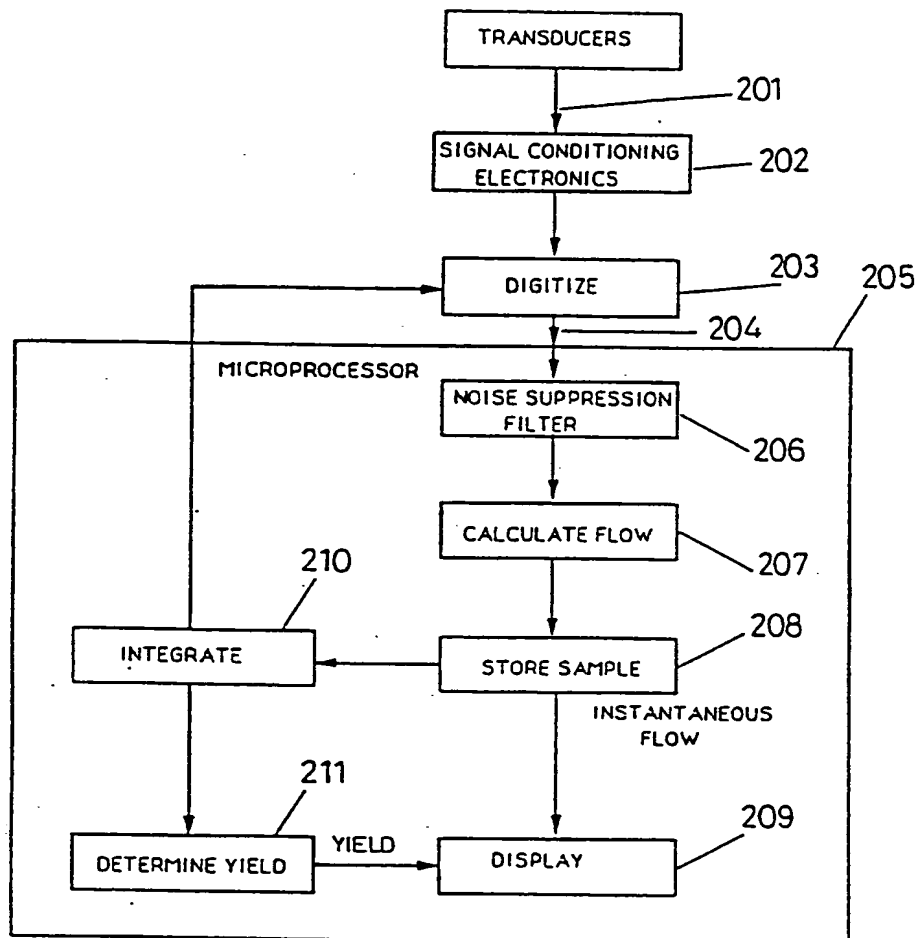 TRANSDUCERS
201
SIGNAL CONDITIONING
ELECTRONICS
202
DIGITIZE
203
205
204
MICROPROCESSOR
NOISE SUPPRESSION
FILTER
206
CALCULATE FLOW
207
210
208
INTEGRATE
STORE SAMPLE
INSTANTANEOUS
FLOW
211
209
DETERMINE YIELD
YIELD
DISPLAY